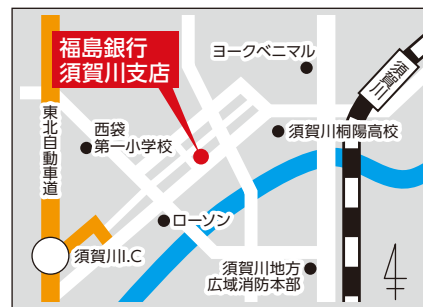 福島銀行
須賀川支店
ヨークベニマル
須賀川
東北自動車道
西袋
第一小学校
須賀川桐陽高校
ローソン
須賀川I.C
須賀川地方
広域消防本部